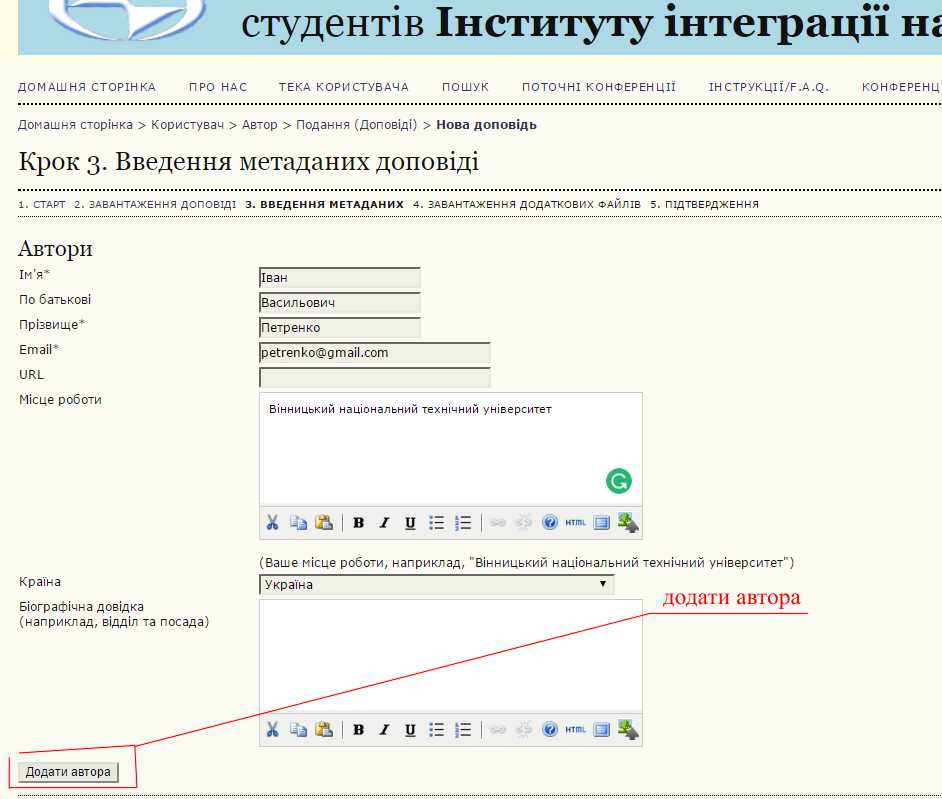 студентів Інституту інтеграції на
ДОМАШНЯ СТОРІНКА ПРО НАС ТЕКА КОРИСТУВАЧА ПОШУК ПОТОЧНІ КОНФЕРЕНЦІЇ ІНСТРУКЦІЇ/F.A.Q. КОНФЕРЕНЦ
Домашня сторінка > Користувач > Автор > Подання (Доповіді) > Нова доповідь
Крок 3. Введення метаданих доповіді
1. СТАРТ 2. ЗАВАНТАЖЕННЯ ДОПОВІДІ 3. ВВЕДЕННЯ МЕТАДАНИХ 4. ЗАВАНТАЖЕННЯ ДОДАТКОВИХ ФАЙЛІВ 5. ПІДТВЕРДЖЕННЯ
Автори
Ім'я* Іван
По батькові Васильович
Прізвище* Петренко
Email* petrenko@gmail.com
URL
Місце роботи
Вінницький національний технічний університет
B I U HTML
(Ваше місце роботи, наприклад, "Вінницький національний технічний університет")
Країна Україна
Біографічна довідка
(наприклад, відділ та посада)
додати автора
B I U HTML
Додати автора